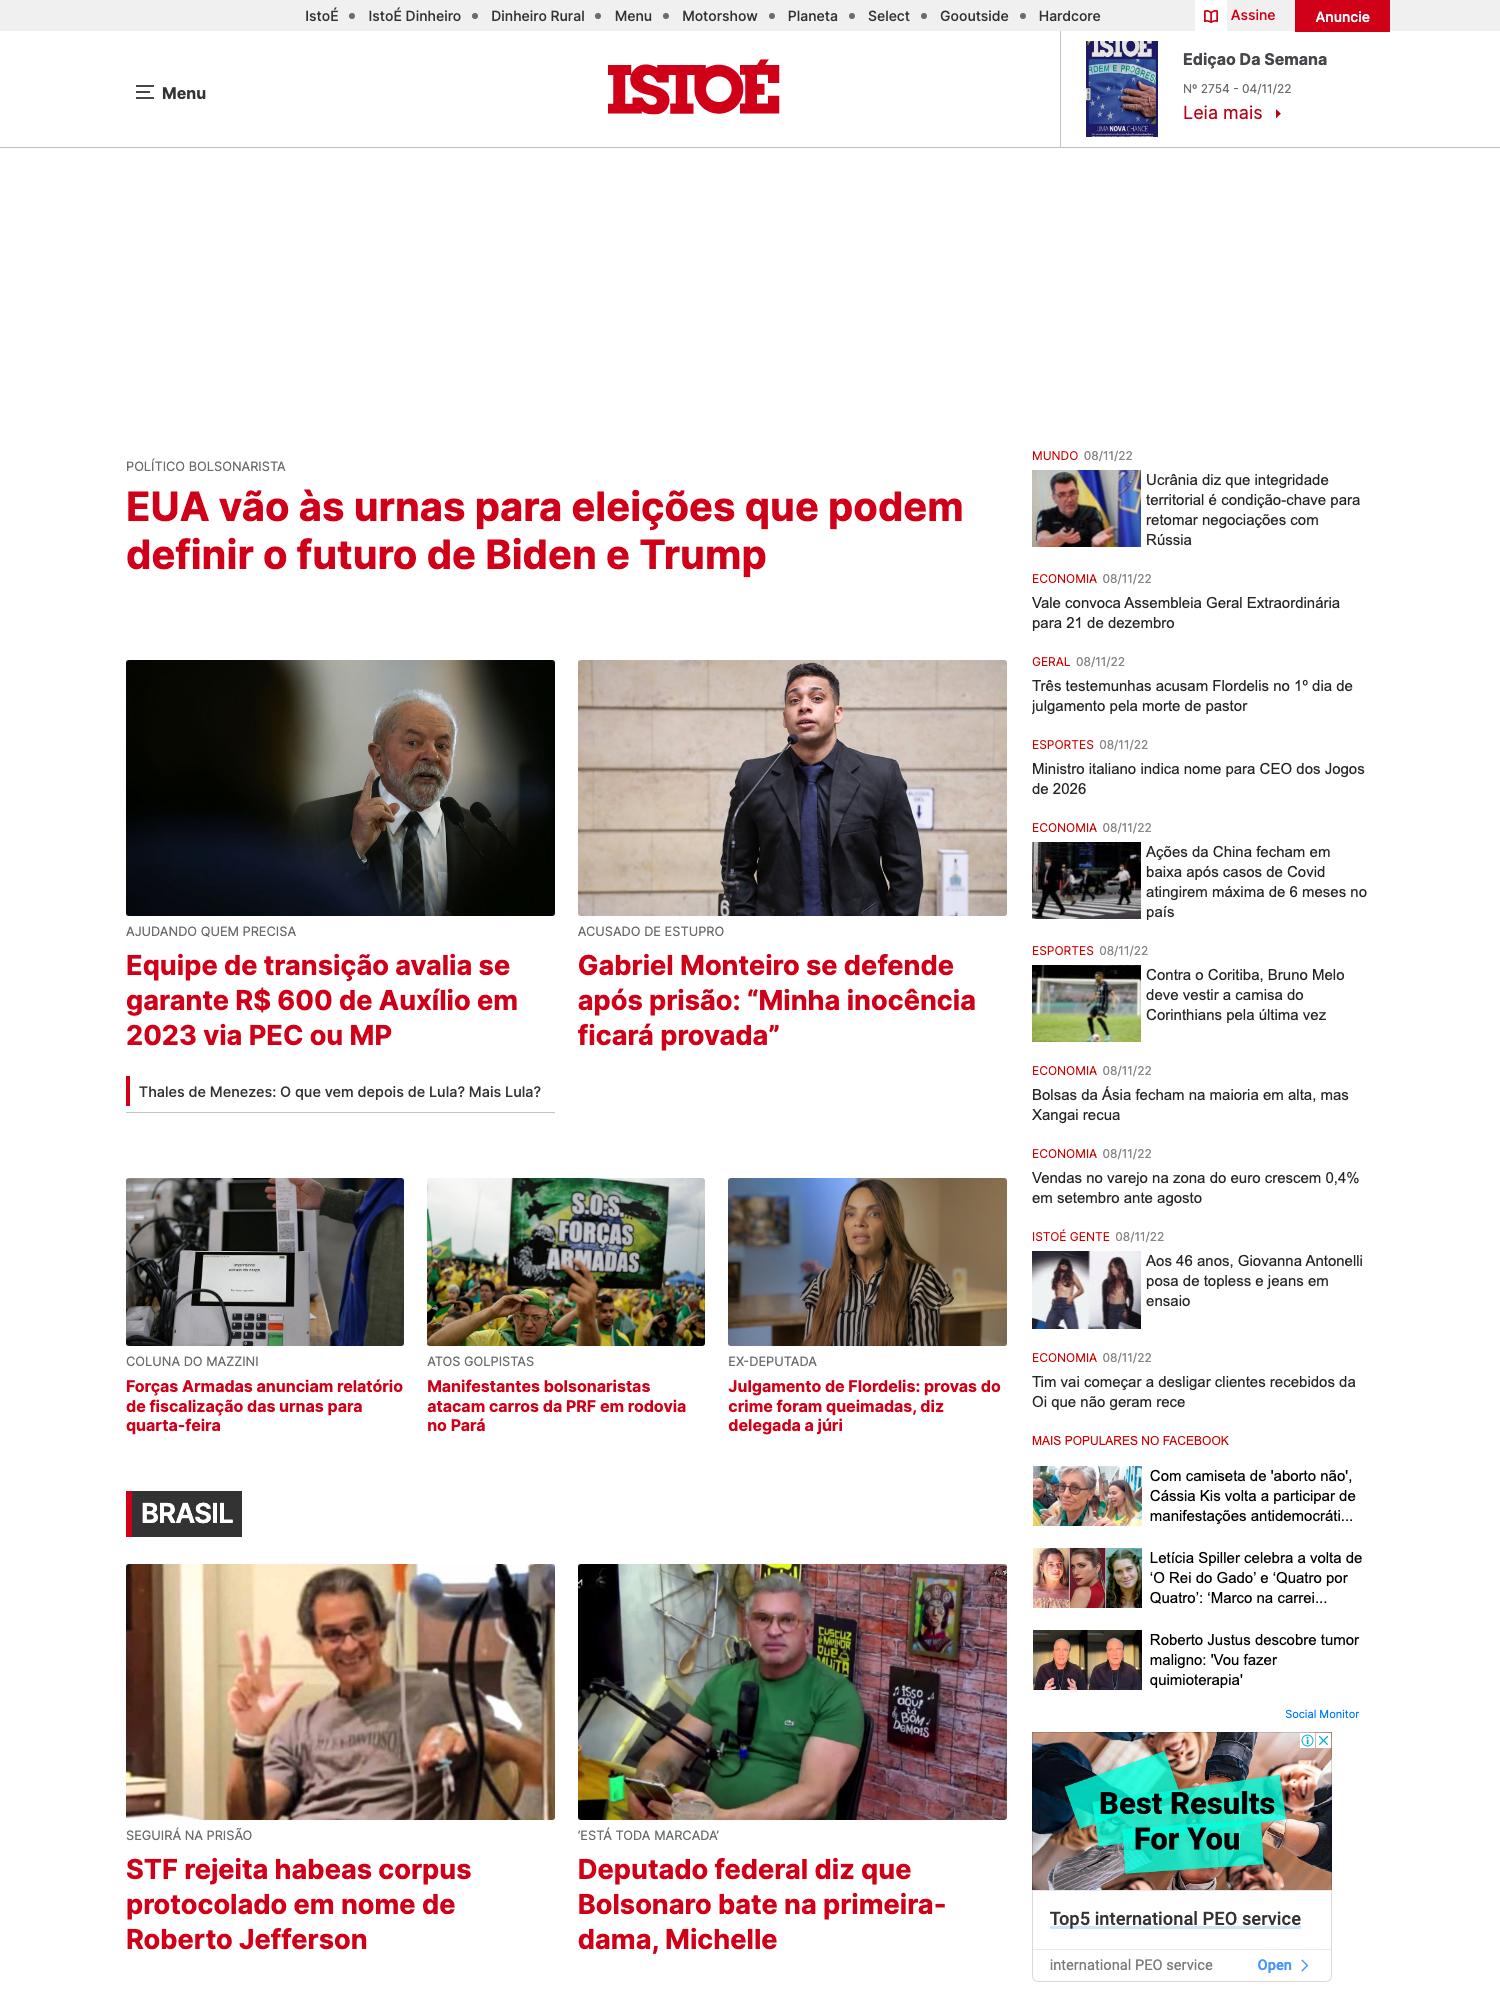 IstoÉ • IstoÉ Dinheiro • Dinheiro Rural • Menu • Motorshow • Planeta • Select • Gooutside • Hardcore
Assine
Anuncie
Menu
ISTOÉ
ISTOÉ
UMA NOVA CHANCE
Ediçao Da Semana
Nº 2754 - 04/11/22
Leia mais
POLÍTICO BOLSONARISTA
EUA vão às urnas para eleições que podem
definir o futuro de Biden e Trump
AJUDANDO QUEM PRECISA
Equipe de transição avalia se
garante R$ 600 de Auxílio em
2023 via PEC ou MP
Thales de Menezes: O que vem depois de Lula? Mais Lula?
6
ACUSADO DE ESTUPRO
Gabriel Monteiro se defende
após prisão: “Minha inocência
ficará provada”
COLUNA DO MAZZINI
Forças Armadas anunciam relatório
de fiscalização das urnas para
quarta-feira
S.O.S.
FORÇAS
ARMADAS
ATOS GOLPISTAS
Manifestantes bolsonaristas
atacam carros da PRF em rodovia
no Pará
EX-DEPUTADA
Julgamento de Flordelis: provas do
crime foram queimadas, diz
delegada a júri
BRASIL
SEGUIRÁ NA PRISÃO
STF rejeita habeas corpus
protocolado em nome de
Roberto Jefferson
CUSCUZ
É MELHOR
QUE
MUITA
ISSO
AQUI
TÁ
BOM
DEMAIS
‘ESTÁ TODA MARCADA’
Deputado federal diz que
Bolsonaro bate na primeira-
dama, Michelle
MUNDO 08/11/22
Ucrânia diz que integridade
territorial é condição-chave para
retomar negociações com
Rússia
ECONOMIA 08/11/22
Vale convoca Assembleia Geral Extraordinária
para 21 de dezembro
GERAL 08/11/22
Três testemunhas acusam Flordelis no 1º dia de
julgamento pela morte de pastor
ESPORTES 08/11/22
Ministro italiano indica nome para CEO dos Jogos
de 2026
ECONOMIA 08/11/22
Ações da China fecham em
baixa após casos de Covid
atingirem máxima de 6 meses no
país
ESPORTES 08/11/22
Contra o Coritiba, Bruno Melo
deve vestir a camisa do
Corinthians pela última vez
ECONOMIA 08/11/22
Bolsas da Ásia fecham na maioria em alta, mas
Xangai recua
ECONOMIA 08/11/22
Vendas no varejo na zona do euro crescem 0,4%
em setembro ante agosto
ISTOÉ GENTE 08/11/22
Aos 46 anos, Giovanna Antonelli
posa de topless e jeans em
ensaio
ECONOMIA 08/11/22
Tim vai começar a desligar clientes recebidos da
Oi que não geram rece
MAIS POPULARES NO FACEBOOK
Com camiseta de 'aborto não',
Cássia Kis volta a participar de
manifestações antidemocráti...
Letícia Spiller celebra a volta de
‘O Rei do Gado’ e ‘Quatro por
Quatro’: ‘Marco na carrei...
Roberto Justus descobre tumor
maligno: 'Vou fazer
quimioterapia'
Social Monitor
Best Results
For You
Top5 international PEO service
international PEO service
Open